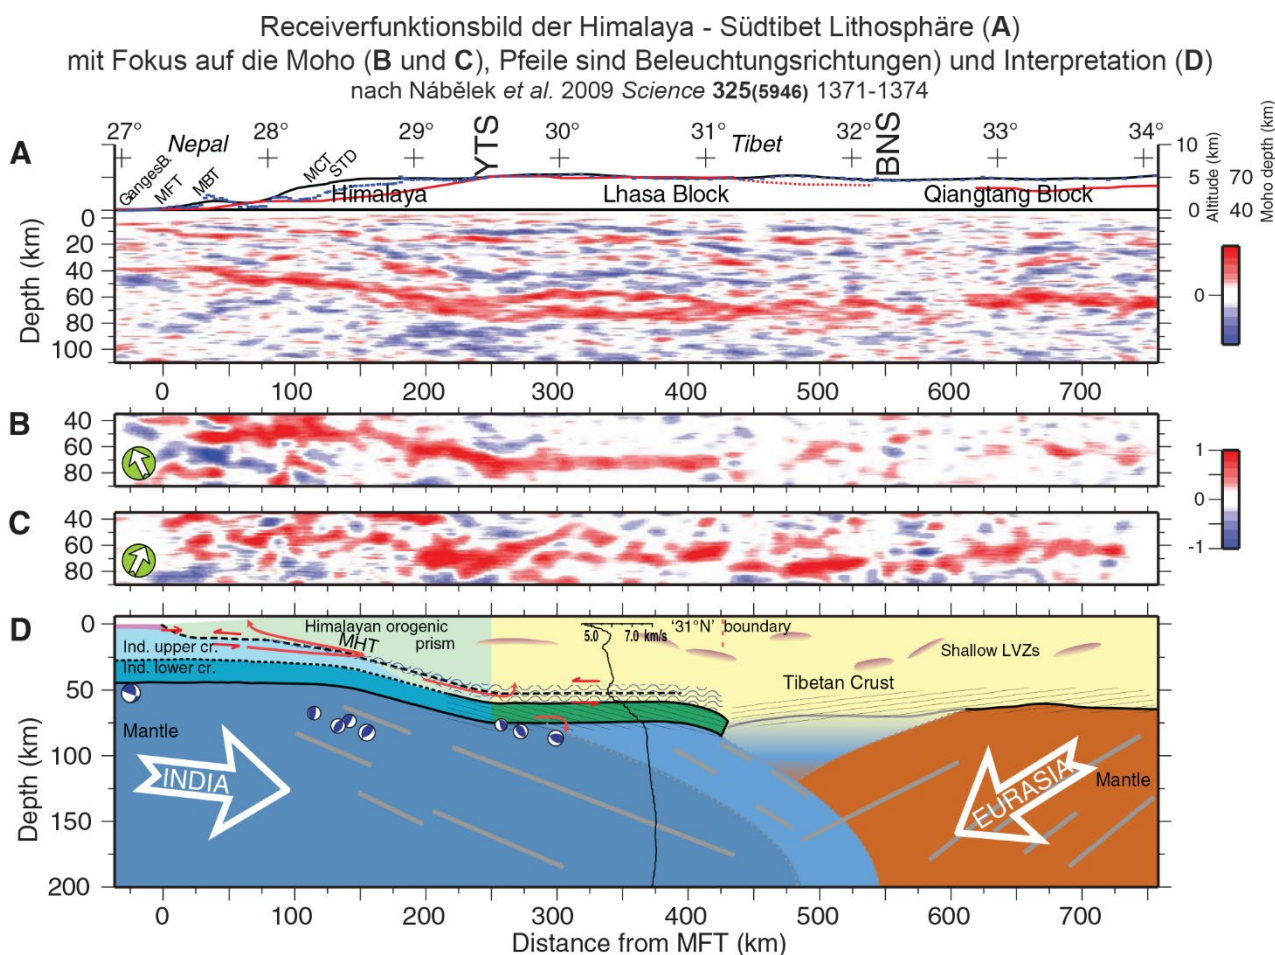 Receiverfunktionsbild der Himalaya - Südtibet Lithosphäre (A)
mit Fokus auf die Moho (B und C), Pfeile sind Beleuchtungsrichtungen) und Interpretation (D)
nach Nábělek et al. 2009 Science 325(5946) 1371-1374
27° Nepal 28° 29° YTS 30° 31° Tibet 32° BNS 33° 34°
A
GangesB. MFT MBT MCT STD
Himalaya Lhasa Block Qiangtang Block
10
5
0
Altitude (km)
70
40
Moho depth (km)
Depth (km)
0
20
40
60
80
100
0
0 100 200 300 400 500 600 700
B
40
60
80
1
0
-1
C
40
60
80
D
Depth (km)
0
50
100
150
200
Himalayan orogenic
prism
MHT
5.0 7.0 km/s
'31°N' boundary
Ind. upper cr.
Ind. lower cr.
Shallow LVZs
Tibetan Crust
Mantle
INDIA
EURASIA
Mantle
0 100 200 300 400 500 600 700
Distance from MFT (km)